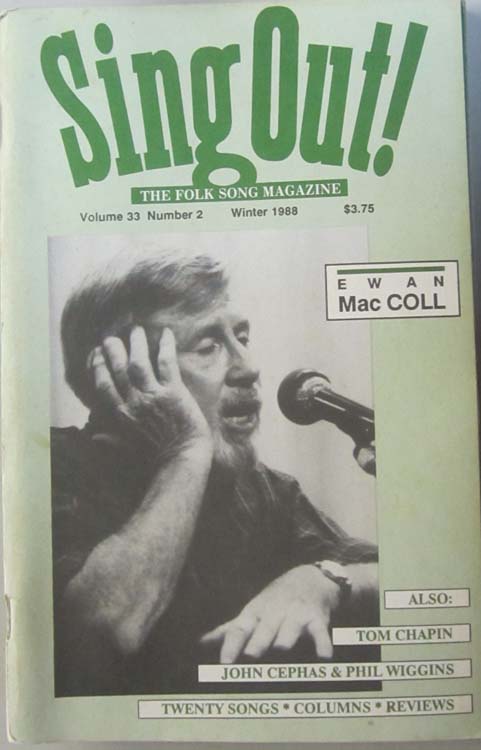 Sing Out!
THE FOLK SONG MAGAZINE
Volume 33 Number 2 Winter 1988 $3.75
EWAN
Mac COLL
ALSO:
TOM CHAPIN
JOHN CEPHAS & PHIL WIGGINS
TWENTY SONGS * COLUMNS * REVIEWS